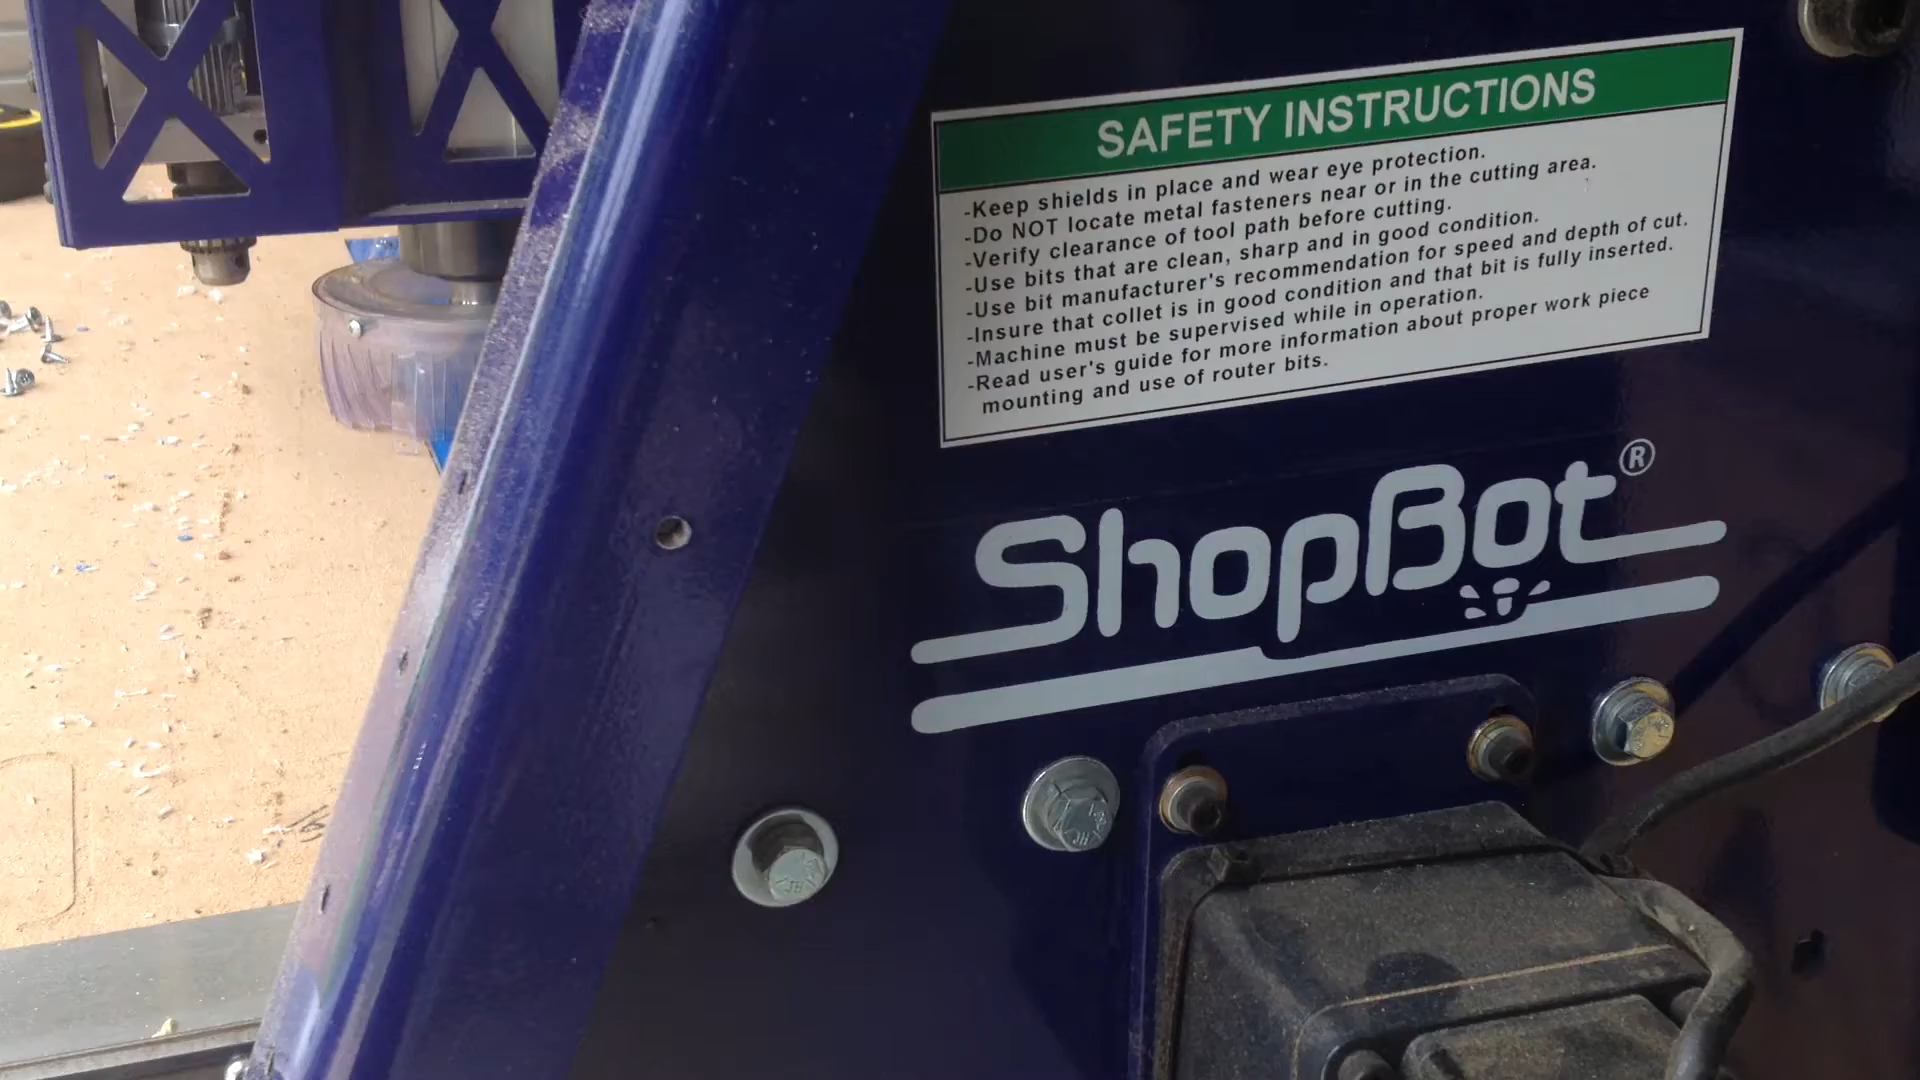 SAFETY INSTRUCTIONS
-Keep shields in place and wear eye protection.
-Do NOT locate metal fasteners near or in the cutting area.
-Verify clearance of tool path before cutting.
-Use bits that are clean, sharp and in good condition.
-Use bit manufacturer's recommendation for speed and depth of cut.
-Insure that collet is in good condition and that bit is fully inserted.
-Machine must be supervised while in operation.
-Read user's guide for more information about proper work piece
mounting and use of router bits.
ShopBot®